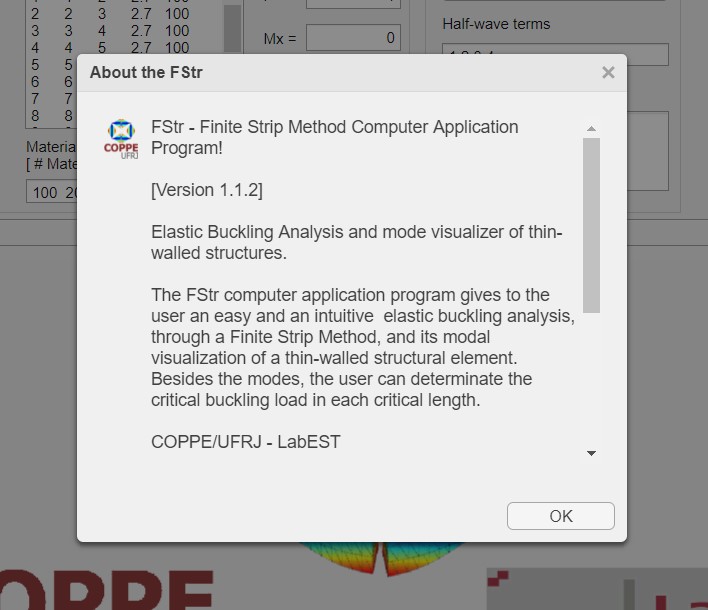 2 2 3 2.7 100
3 3 4 2.7 100
4 4 5 2.7 100
5 5
6 6
7 7
8 8
Mx = 0
Half-wave terms
About the FStr
COPPE
UFRJ
FStr - Finite Strip Method Computer Application
Program!
[Version 1.1.2]
Elastic Buckling Analysis and mode visualizer of thin-
walled structures.
The FStr computer application program gives to the
user an easy and an intuitive elastic buckling analysis,
through a Finite Strip Method, and its modal
visualization of a thin-walled structural element.
Besides the modes, the user can determinate the
critical buckling load in each critical length.
COPPE/UFRJ - LabEST
OK
Materia
[ # Mate
100 20
OPPE
La